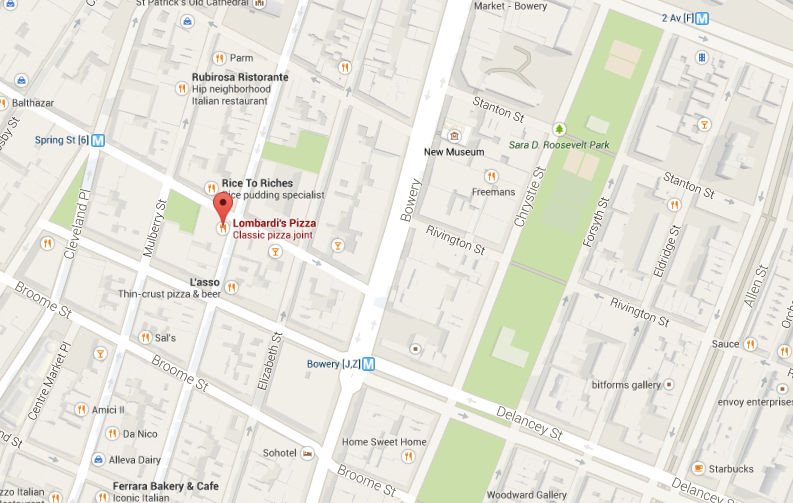 St Patrick's Old Cathedral
Market - Bowery
2 Av [F]
Parm
Rubirosa Ristorante
Hip neighborhood
Italian restaurant
Balthazar
Stanton St
Spring St [6]
New Museum
Sara D. Roosevelt Park
Rice To Riches
pudding specialist
Freemans
Stanton St
Cleveland Pl
Mulberry St
Bowery
Chrystie St
Forsyth St
Eldridge St
Allen St
Lombardi's Pizza
Classic pizza joint
Rivington St
L'asso
Thin-crust pizza & beer
Broome St
Rivington St
Sal's
Elizabeth St
Sauce
Bowery [J,Z]
Centre Market Pl
Broome St
bitforms gallery
envoy enterprises
Amici II
Delancey St
Da Nico
Home Sweet Home
Alleva Dairy
Sohotel
Broome St
Starbucks
Delancey St
Ferrara Bakery & Cafe
Iconic Italian
Woodward Gallery
Italian